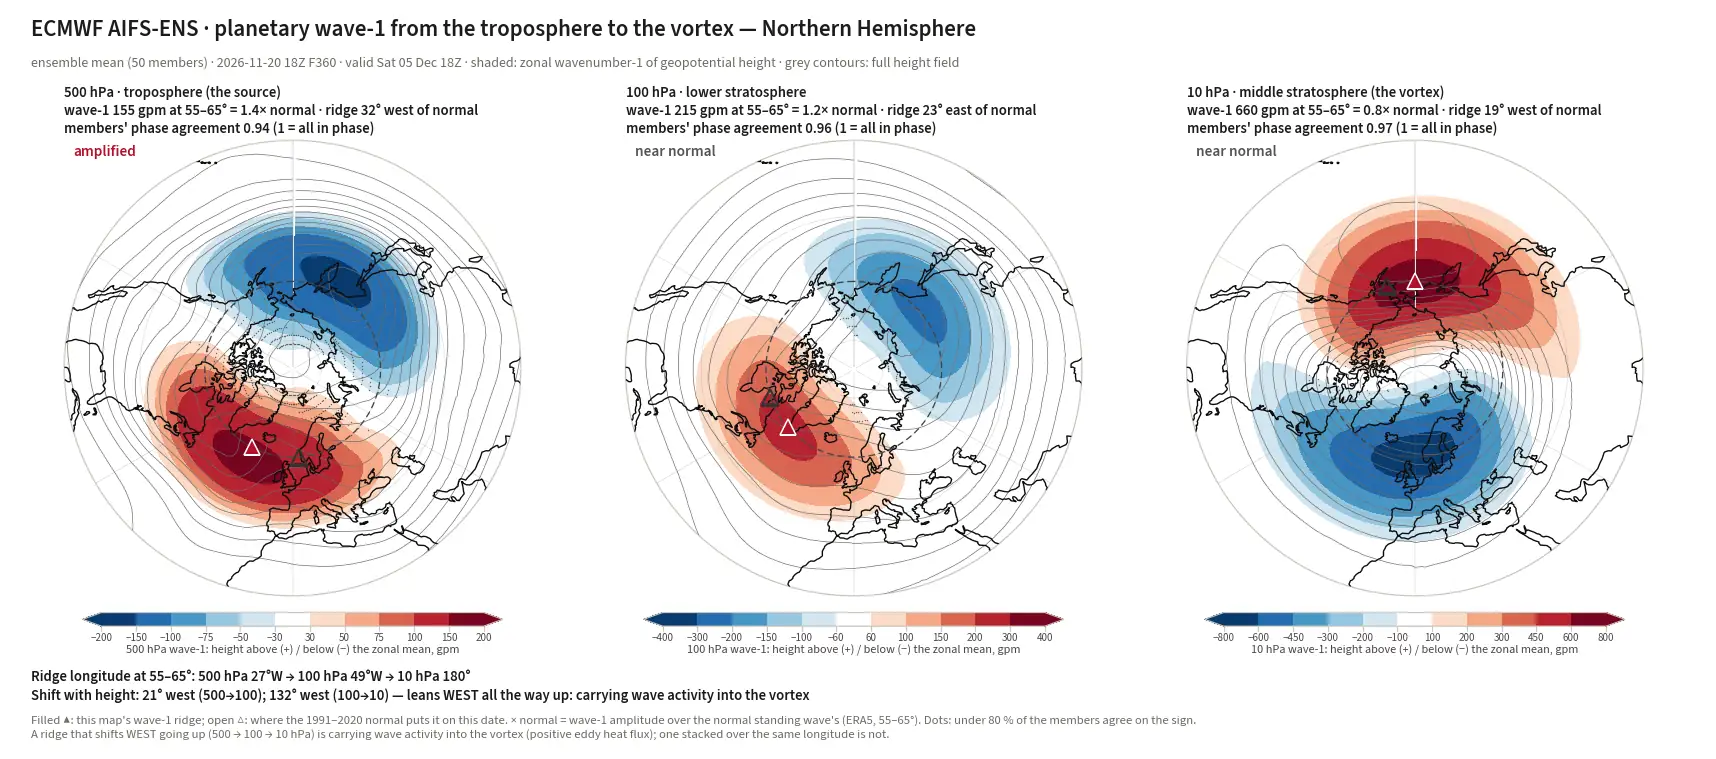 ECMWF AIFS-ENS · planetary wave-1 from the troposphere to the vortex — Northern Hemisphere
ensemble mean (50 members) · 2026-11-20 18Z F360 · valid Sat 05 Dec 18Z · shaded: zonal wavenumber-1 of geopotential height · grey contours: full height field
500 hPa · troposphere (the source)
wave-1 155 gpm at 55–65° = 1.4× normal · ridge 32° west of normal
members' phase agreement 0.94 (1 = all in phase)
amplified
100 hPa · lower stratosphere
wave-1 215 gpm at 55–65° = 1.2× normal · ridge 23° east of normal
members' phase agreement 0.96 (1 = all in phase)
near normal
10 hPa · middle stratosphere (the vortex)
wave-1 660 gpm at 55–65° = 0.8× normal · ridge 19° west of normal
members' phase agreement 0.97 (1 = all in phase)
near normal
−200 −150 −100 −75 −50 −30 30 50 75 100 150 200
500 hPa wave-1: height above (+) / below (−) the zonal mean, gpm
−400 −300 −200 −150 −100 −60 60 100 150 200 300 400
100 hPa wave-1: height above (+) / below (−) the zonal mean, gpm
−800 −600 −450 −300 −200 −100 100 200 300 450 600 800
10 hPa wave-1: height above (+) / below (−) the zonal mean, gpm
Ridge longitude at 55–65°: 500 hPa 27°W → 100 hPa 49°W → 10 hPa 180°
Shift with height: 21° west (500→100); 132° west (100→10) — leans WEST all the way up: carrying wave activity into the vortex
Filled ▲: this map's wave-1 ridge; open △: where the 1991–2020 normal puts it on this date. × normal = wave-1 amplitude over the normal standing wave's (ERA5, 55–65°). Dots: under 80 % of the members agree on the sign.
A ridge that shifts WEST going up (500 → 100 → 10 hPa) is carrying wave activity into the vortex (positive eddy heat flux); one stacked over the same longitude is not.